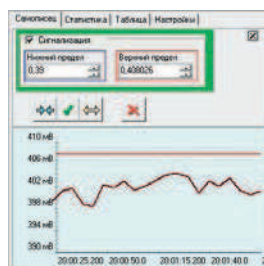 Самописец Статистика Таблица Настройки
Сигнализация
Нижний предел Верхний предел
0,39 0,408026
410 мВ
406 мВ
402 мВ
398 мВ
394 мВ
390 мВ
20:00:25.200 20:00:50.0 20:01:15.200 20:01:40.0